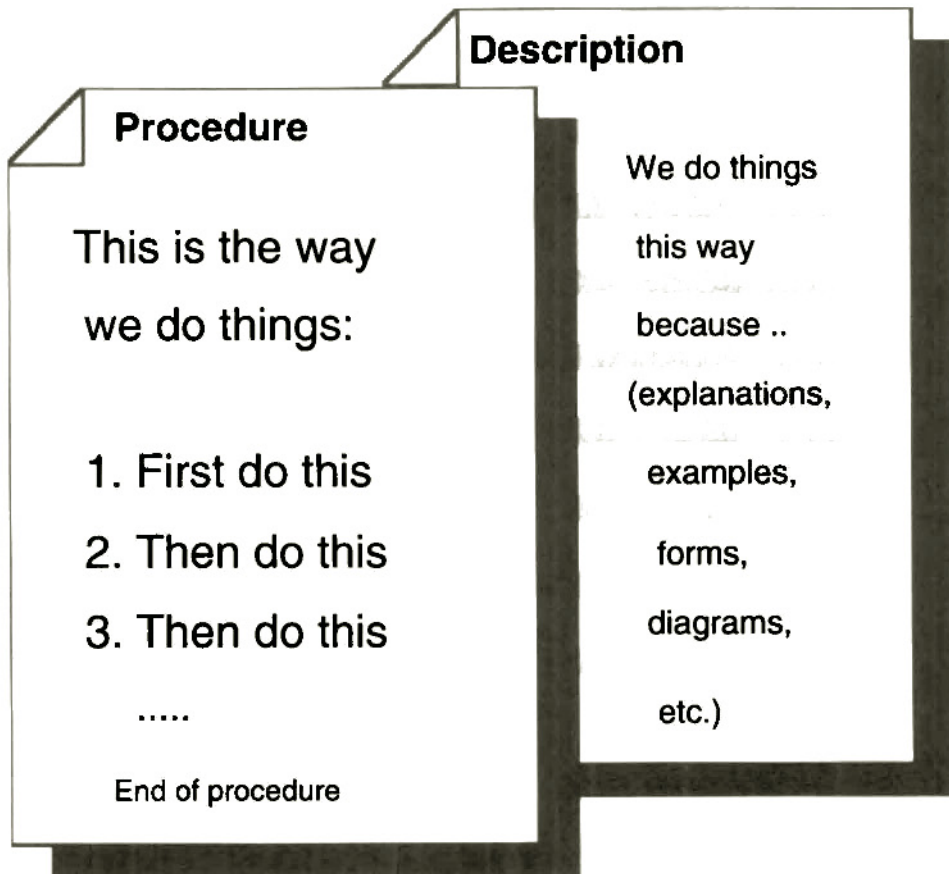 Procedure
This is the way
we do things:
1. First do this
2. Then do this
3. Then do this
.....
End of procedure
Description
We do things
this way
because ..
(explanations,
examples,
forms,
diagrams,
etc.)